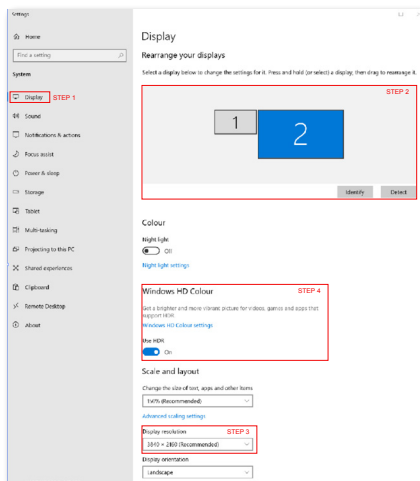 Settings
Home
Find a setting
System
Display STEP 1
Sound
Notifications & actions
Focus assist
Power & sleep
Storage
Tablet
Multi-tasking
Projecting to this PC
Shared experiences
Clipboard
Remote Desktop
About
Display
Rearrange your displays
Select a display below to change the settings for it. Press and hold (or select) a display, then drag to rearrange it.
STEP 2
1
2
Identify Detect
Colour
Night light
Off
Night light settings
STEP 4
Windows HD Colour
Get a brighter and more vibrant picture for videos, games and apps that
support HDR.
Windows HD Colour settings
Use HDR
On
Scale and layout
Change the size of text, apps and other items
(Recommended)
Advanced scaling settings
Display resolution STEP 3
3840 × 2160 (Recommended)
Display orientation
Landscape